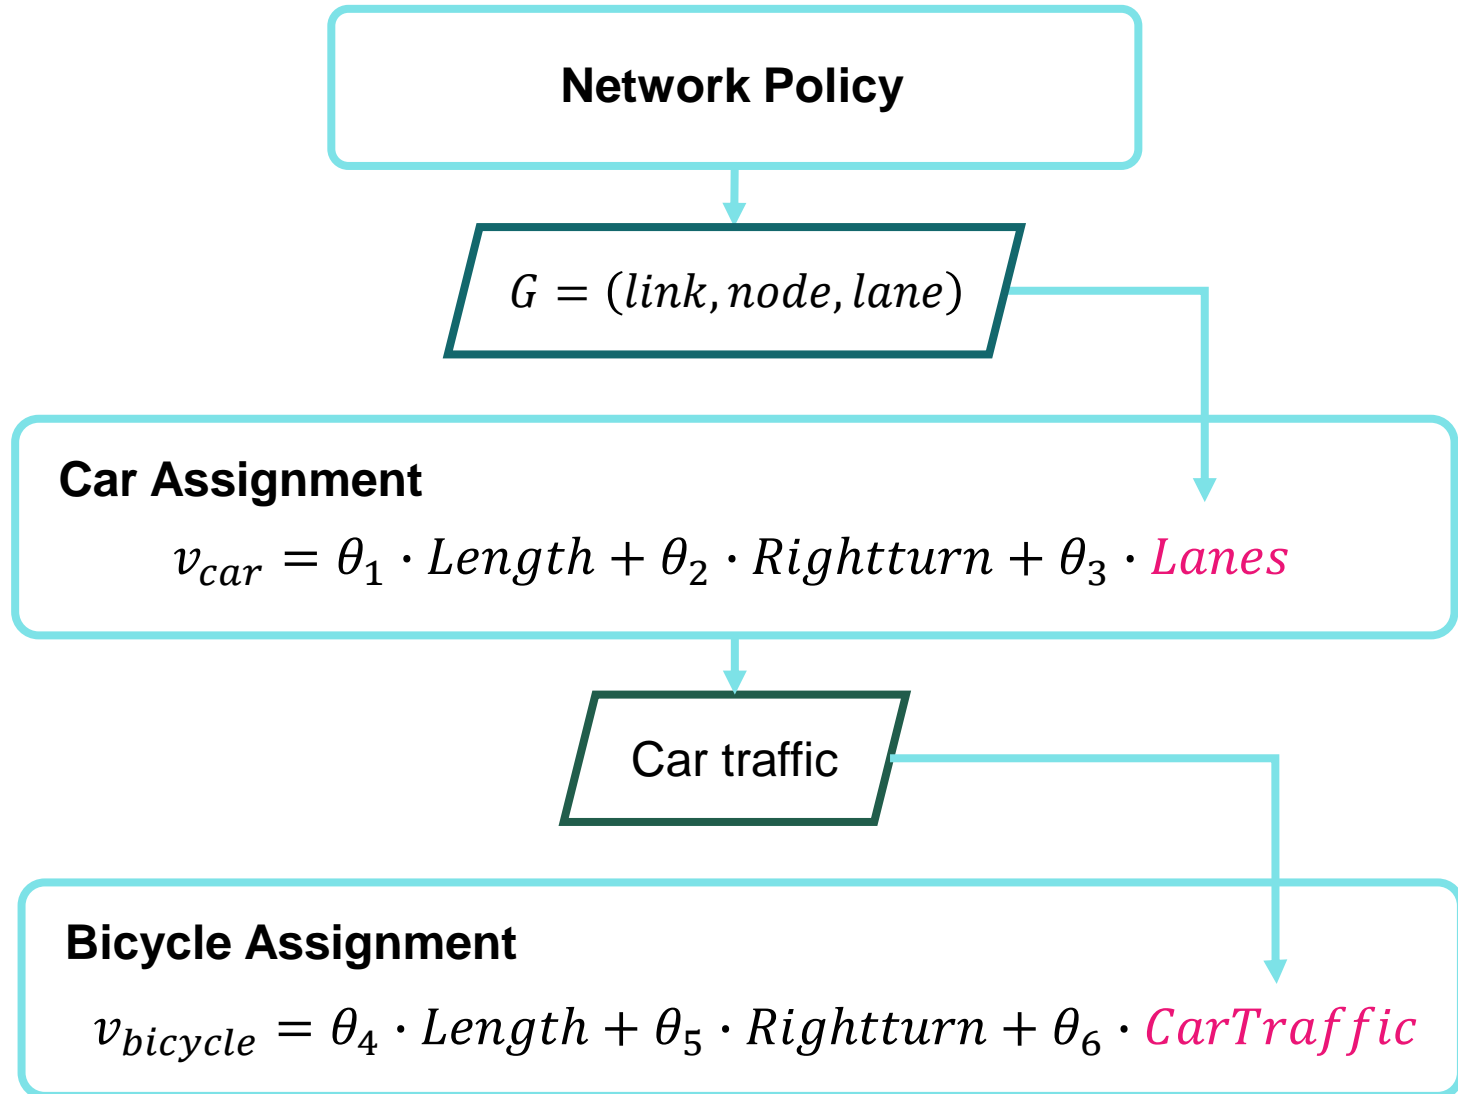 Network Policy
G = (link, node, lane)
Car Assignment
v_car = θ_1 · Length + θ_2 · Rightturn + θ_3 · Lanes
Car traffic
Bicycle Assignment
v_bicycle = θ_4 · Length + θ_5 · Rightturn + θ_6 · CarTraffic